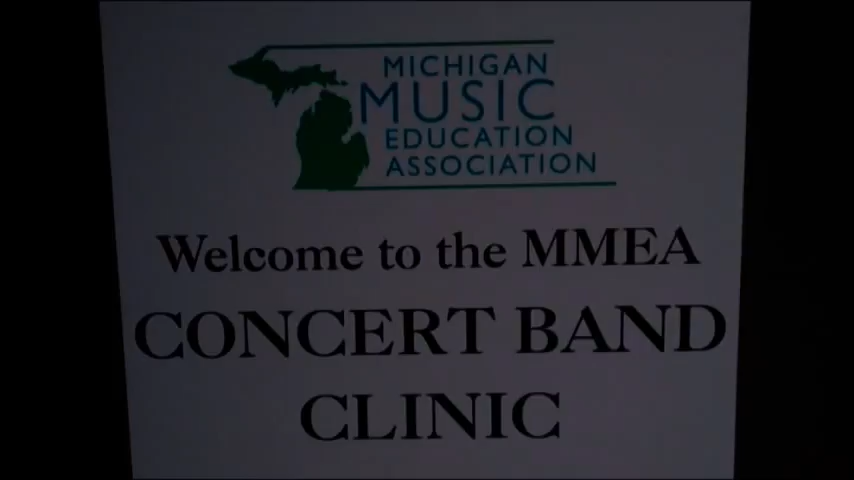 MICHIGAN
MUSIC
EDUCATION
ASSOCIATION
Welcome to the MMEA
CONCERT BAND
CLINIC